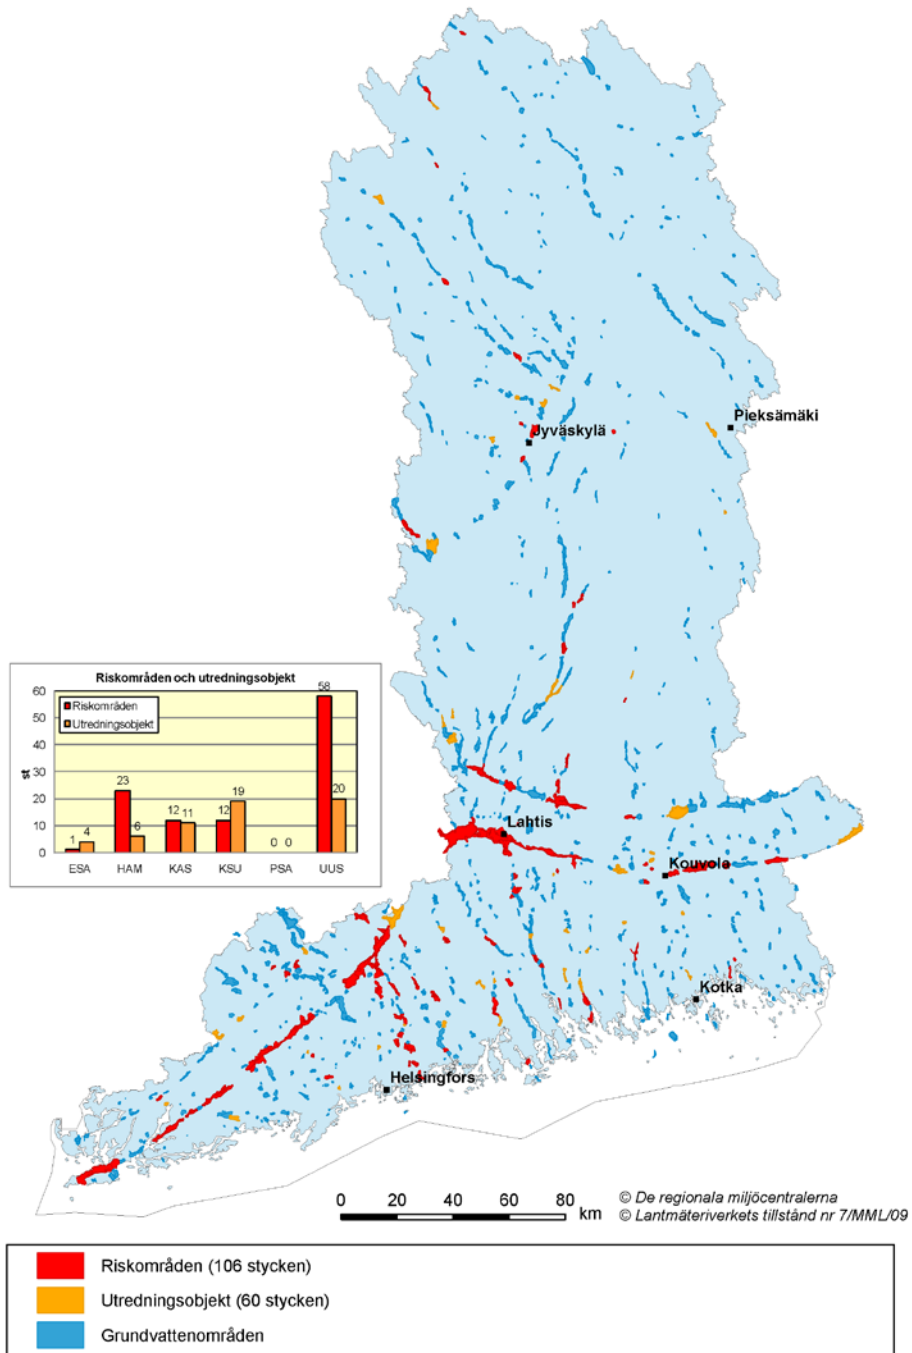 Pieksämäki
Jyväskylä
Riskområden och utredningsobjekt
60
50
40
30
20
10
0
st
Riskområden
Utredningsobjekt
1
4
23
6
12
11
12
19
0
0
58
20
ESA
HAM
KAS
KSU
PSA
UUS
Lahtis
Kouvola
Kotka
Helsingfors
0 20 40 60 80
km
© De regionala miljöcentralerna
© Lantmäteriverkets tillstånd nr 7/MML/09
Riskområden (106 stycken)
Utredningsobjekt (60 stycken)
Grundvattenområden